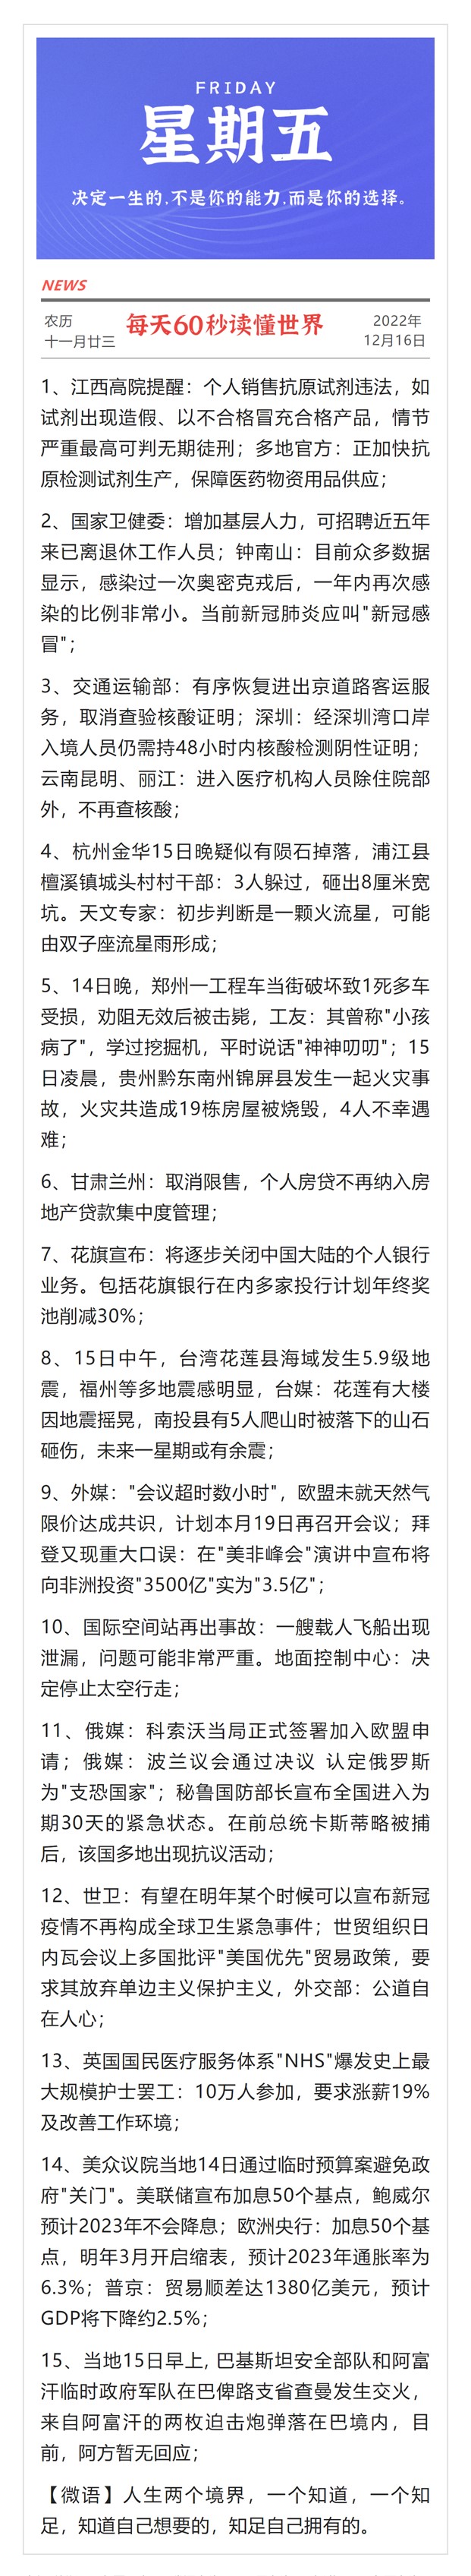 FRIDAY
星期五
决定一生的,不是你的能力,而是你的选择。
NEWS
农历
十一月廿三
每天60秒读懂世界
2022年
12月16日
1、江西高院提醒：个人销售抗原试剂违法，如
试剂出现造假、以不合格冒充合格产品，情节
严重最高可判无期徒刑；多地官方：正加快抗
原检测试剂生产，保障医药物资用品供应；
2、国家卫健委：增加基层人力，可招聘近五年
来已离退休工作人员；钟南山：目前众多数据
显示，感染过一次奥密克戎后，一年内再次感
染的比例非常小。当前新冠肺炎应叫"新冠感
冒"；
3、交通运输部：有序恢复进出京道路客运服
务，取消查验核酸证明；深圳：经深圳湾口岸
入境人员仍需持48小时内核酸检测阴性证明；
云南昆明、丽江：进入医疗机构人员除住院部
外，不再查核酸；
4、杭州金华15日晚疑似有陨石掉落，浦江县
檀溪镇城头村村干部：3人躲过，砸出8厘米宽
坑。天文专家：初步判断是一颗火流星，可能
由双子座流星雨形成；
5、14日晚，郑州一工程车当街破坏致1死多车
受损，劝阻无效后被击毙，工友：其曾称"小孩
病了"，学过挖掘机，平时说话"神神叨叨"；15
日凌晨，贵州黔东南州锦屏县发生一起火灾事
故，火灾共造成19栋房屋被烧毁，4人不幸遇
难；
6、甘肃兰州：取消限售，个人房贷不再纳入房
地产贷款集中度管理；
7、花旗宣布：将逐步关闭中国大陆的个人银行
业务。包括花旗银行在内多家投行计划年终奖
池削减30%；
8、15日中午，台湾花莲县海域发生5.9级地
震，福州等多地震感明显，台媒：花莲有大楼
因地震摇晃，南投县有5人爬山时被落下的山石
砸伤，未来一星期或有余震；
9、外媒："会议超时数小时"，欧盟未就天然气
限价达成共识，计划本月19日再召开会议；拜
登又现重大口误：在"美非峰会"演讲中宣布将
向非洲投资"3500亿"实为"3.5亿"；
10、国际空间站再出事故：一艘载人飞船出现
泄漏，问题可能非常严重。地面控制中心：决
定停止太空行走；
11、俄媒：科索沃当局正式签署加入欧盟申
请；俄媒：波兰议会通过决议 认定俄罗斯
为"支恐国家"；秘鲁国防部长宣布全国进入为
期30天的紧急状态。在前总统卡斯蒂略被捕
后，该国多地出现抗议活动；
12、世卫：有望在明年某个时候可以宣布新冠
疫情不再构成全球卫生紧急事件；世贸组织日
内瓦会议上多国批评"美国优先"贸易政策，要
求其放弃单边主义保护主义，外交部：公道自
在人心；
13、英国国民医疗服务体系"NHS"爆发史上最
大规模护士罢工：10万人参加，要求涨薪19%
及改善工作环境；
14、美众议院当地14日通过临时预算案避免政
府"关门"。美联储宣布加息50个基点，鲍威尔
预计2023年不会降息；欧洲央行：加息50个基
点，明年3月开启缩表，预计2023年通胀率为
6.3%；普京：贸易顺差达1380亿美元，预计
GDP将下降约2.5%；
15、当地15日早上, 巴基斯坦安全部队和阿富
汗临时政府军队在巴俾路支省查曼发生交火，
来自阿富汗的两枚迫击炮弹落在巴境内，目
前，阿方暂无回应；
【微语】人生两个境界，一个知道，一个知
足，知道自己想要的，知足自己拥有的。